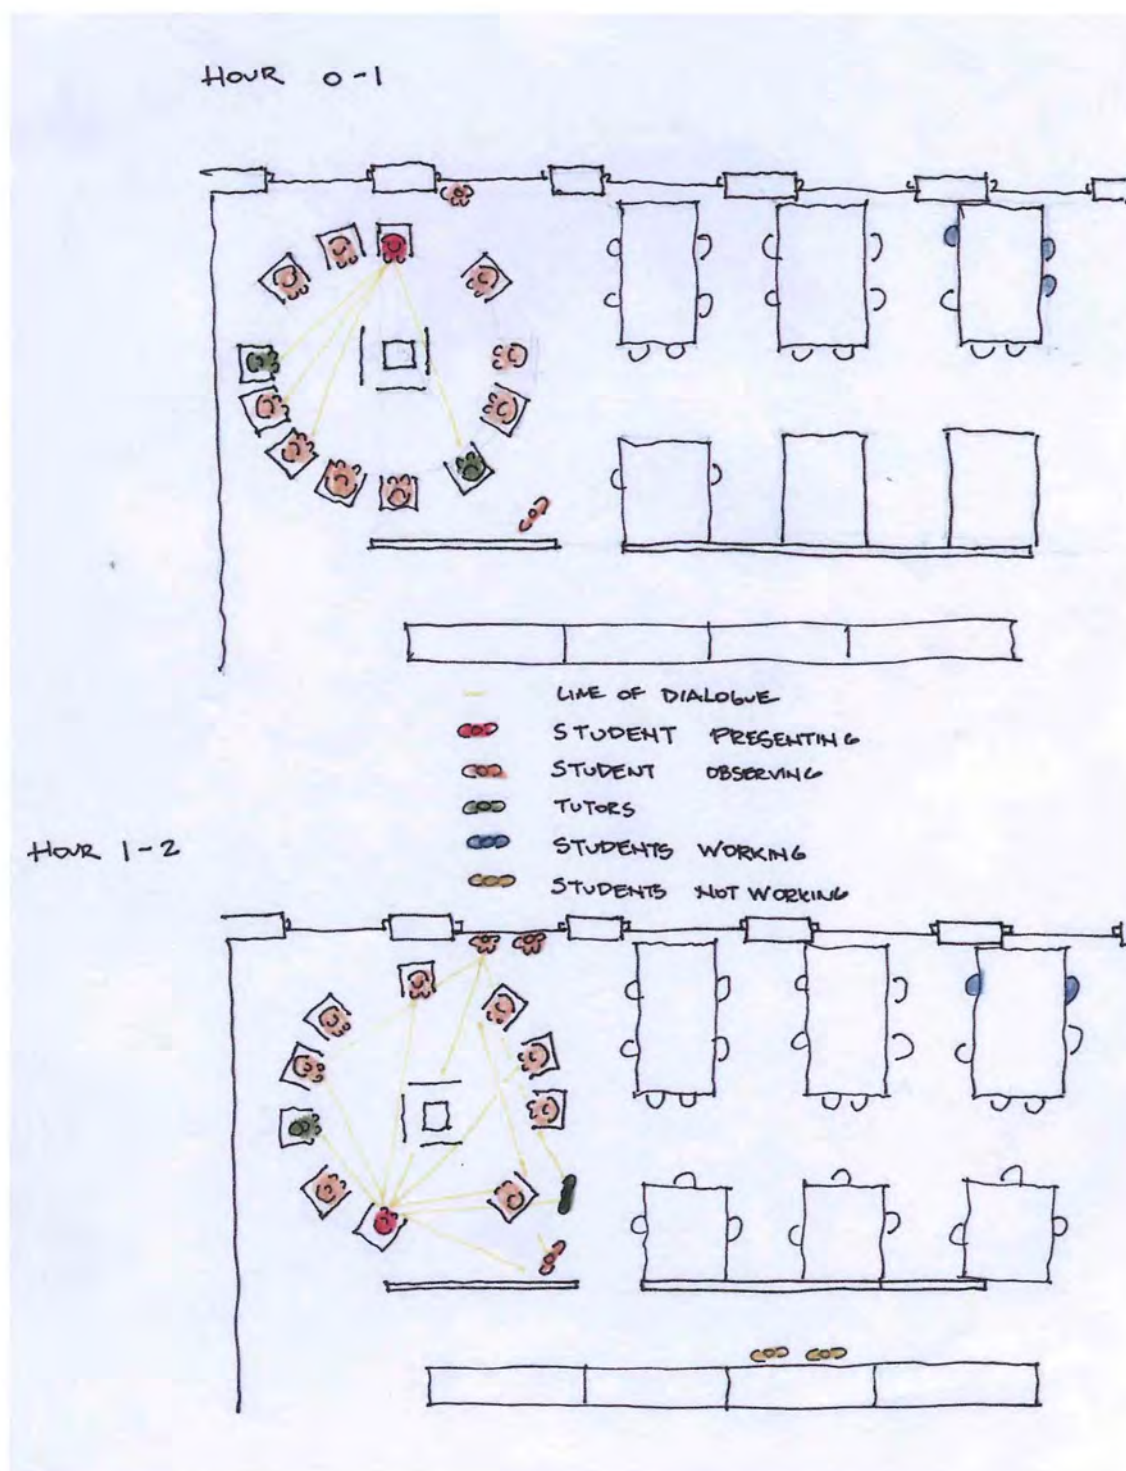 HOUR 0-1
LINE OF DIALOGUE
STUDENT PRESENTING
STUDENT OBSERVING
TUTORS
STUDENTS WORKING
STUDENTS NOT WORKING
HOUR 1-2